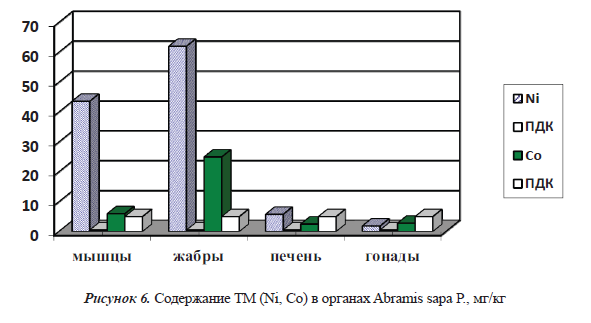 70
60
50
40
30
20
10
0
мышцы жабры печень гонады
Ni
ПДК
Co
ПДК
Рисунок 6. Содержание ТМ (Ni, Co) в органах Abramis sapa P., мг/кг